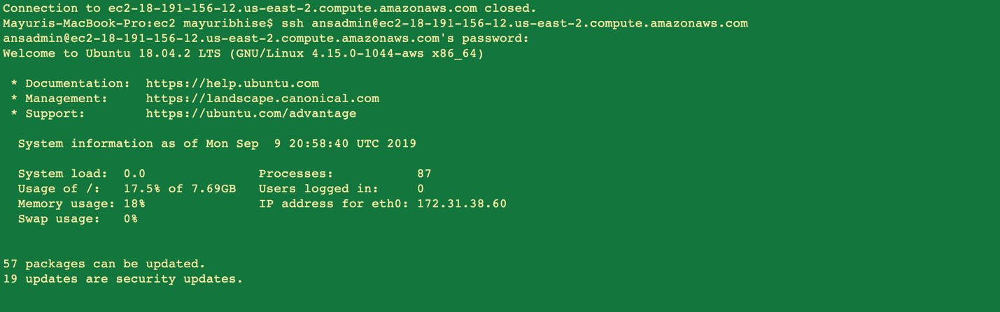 Connection to ec2-18-191-156-12.us-east-2.compute.amazonaws.com closed.
Mayuris-MacBook-Pro:ec2 mayuribhise$ ssh ansadmin@ec2-18-191-156-12.us-east-2.compute.amazonaws.com
ansadmin@ec2-18-191-156-12.us-east-2.compute.amazonaws.com's password:
Welcome to Ubuntu 18.04.2 LTS (GNU/Linux 4.15.0-1044-aws x86_64)
* Documentation:  https://help.ubuntu.com
* Management:     https://landscape.canonical.com
* Support:        https://ubuntu.com/advantage
System information as of Mon Sep  9 20:58:40 UTC 2019
System load:  0.0               Processes:           87
Usage of /:   17.5% of 7.69GB   Users logged in:     0
Memory usage: 18%               IP address for eth0: 172.31.38.60
Swap usage:   0%
57 packages can be updated.
19 updates are security updates.